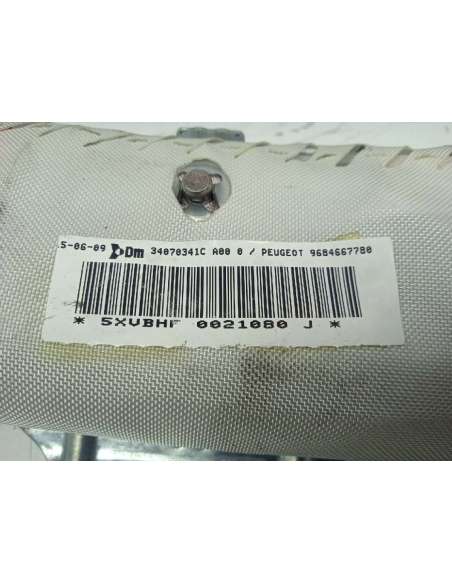 5-06-09 Dm 34070341C A00 0 / PEUGEOT 9684667780
* 5XVBHF 0021080 J *